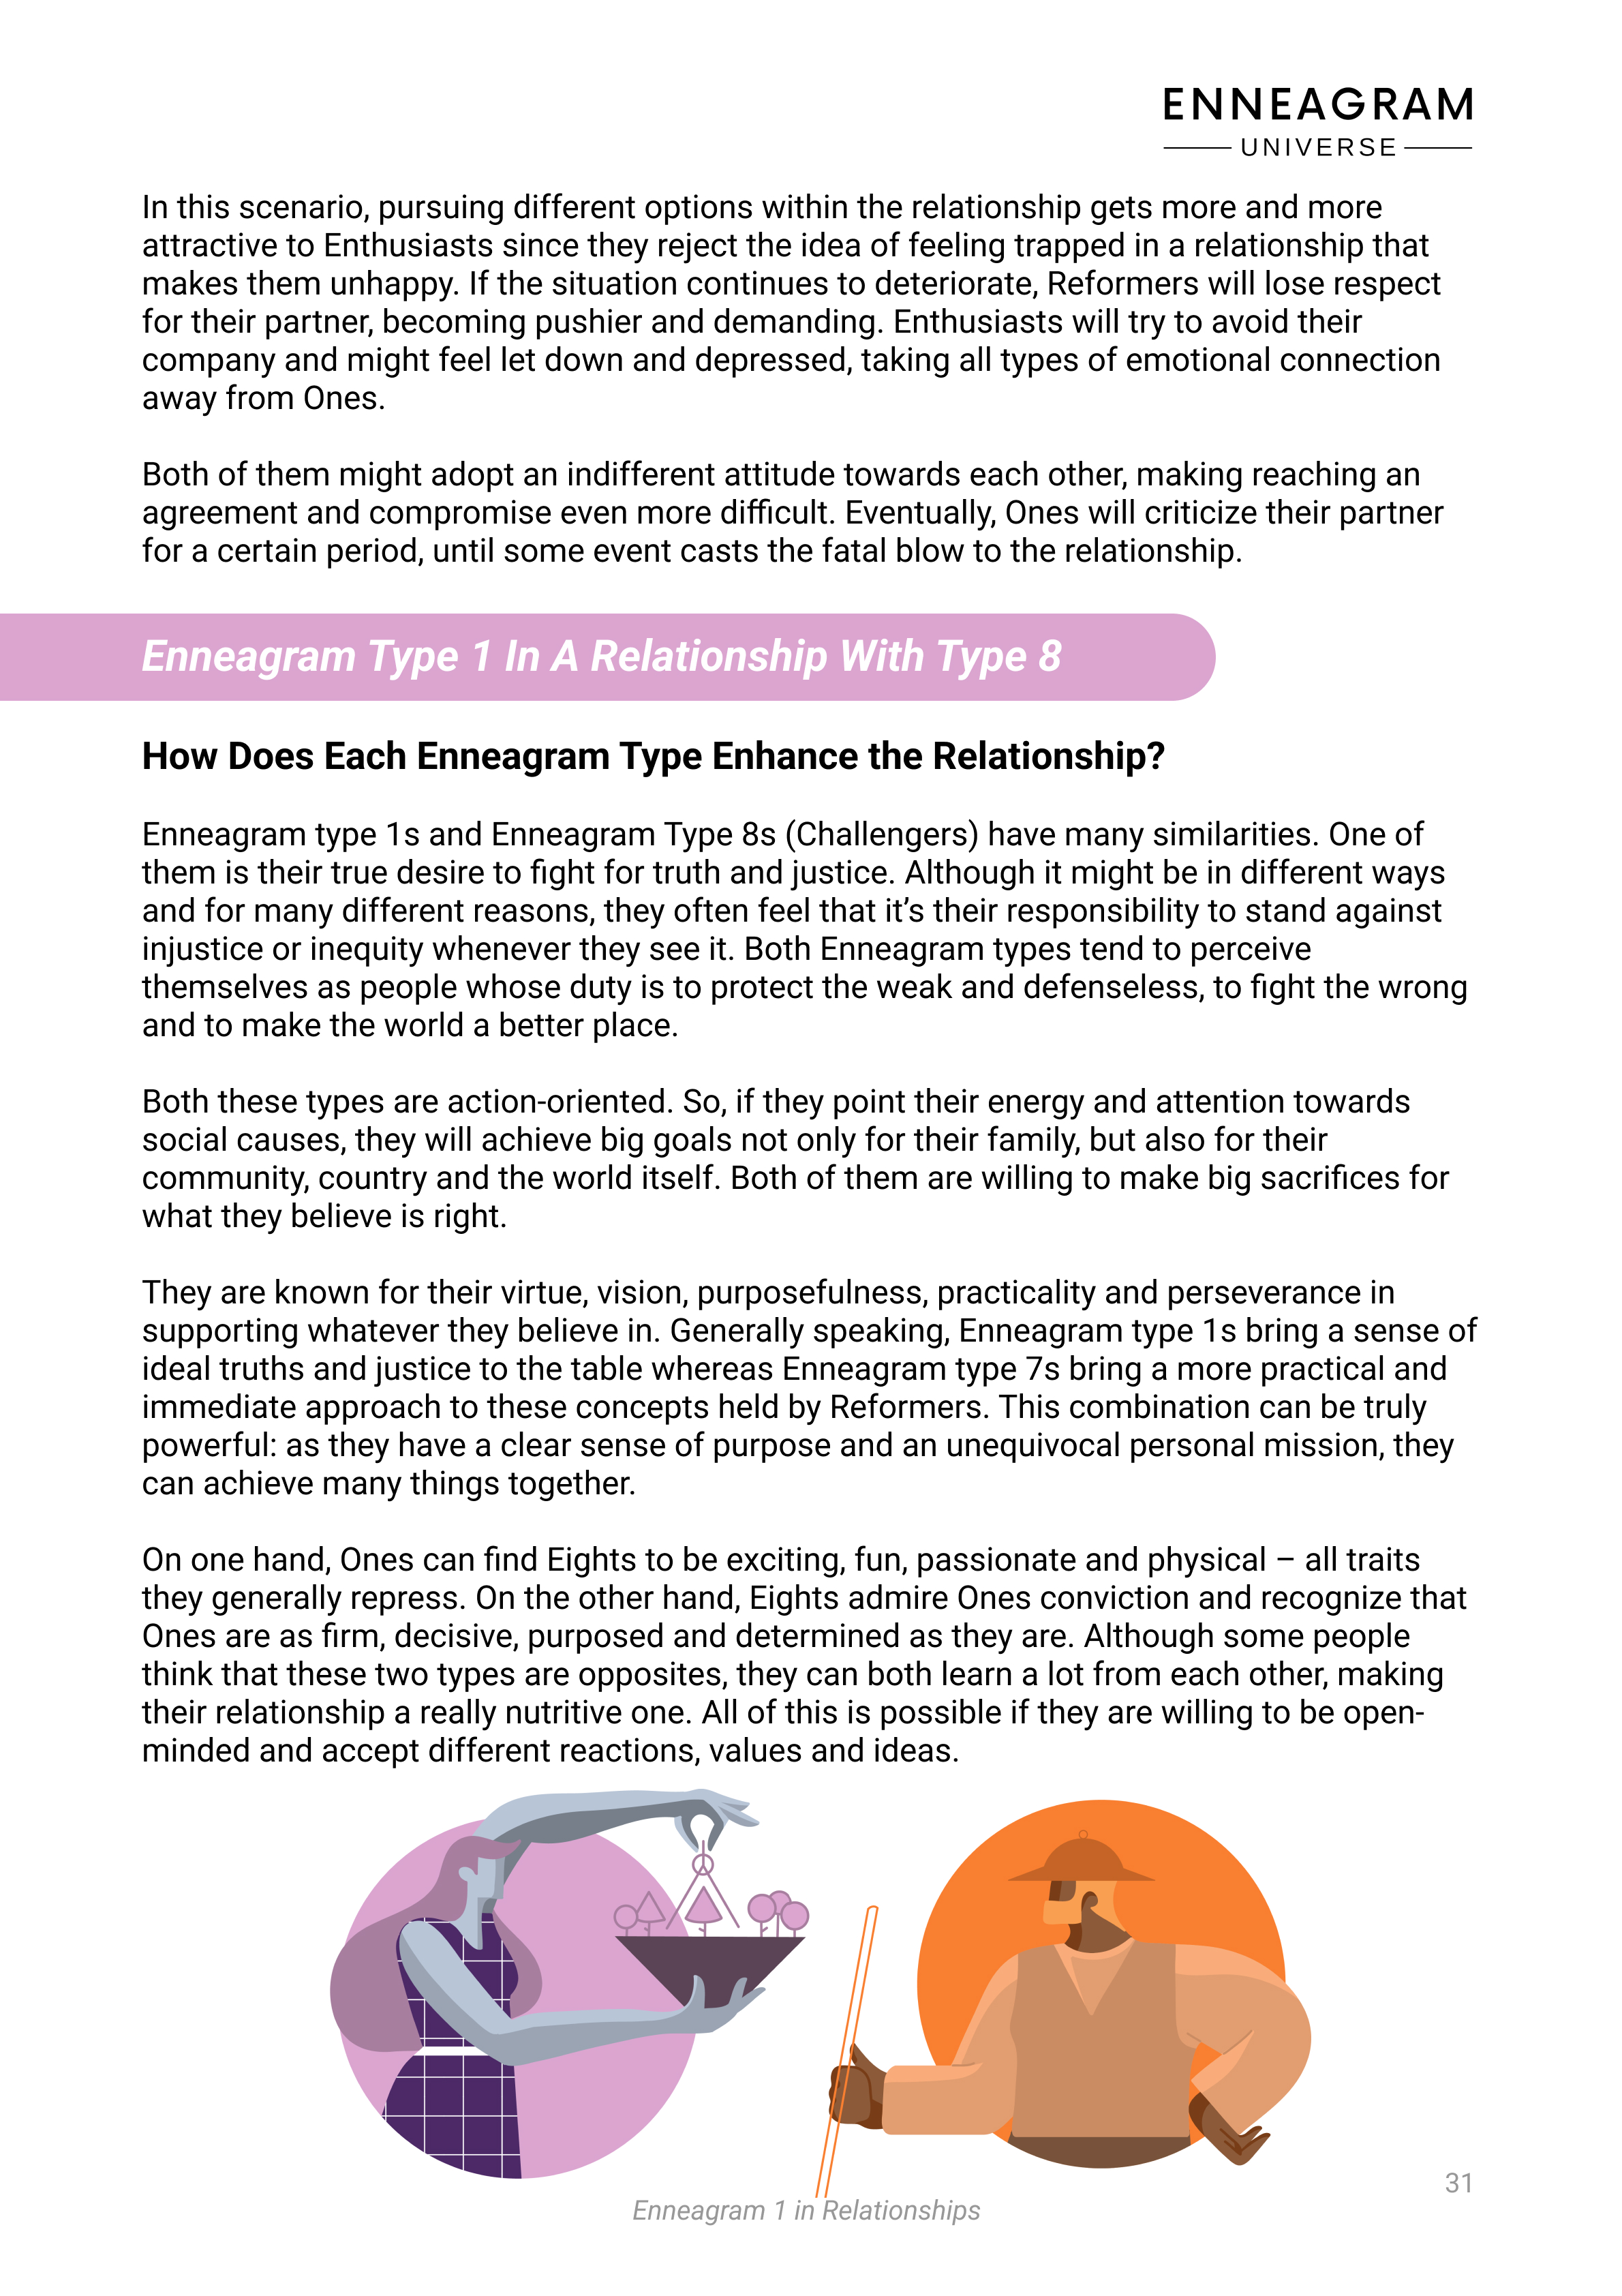 ENNEAGRAM
UNIVERSE
In this scenario, pursuing different options within the relationship gets more and more
attractive to Enthusiasts since they reject the idea of feeling trapped in a relationship that
makes them unhappy. If the situation continues to deteriorate, Reformers will lose respect
for their partner, becoming pushier and demanding. Enthusiasts will try to avoid their
company and might feel let down and depressed, taking all types of emotional connection
away from Ones.
Both of them might adopt an indifferent attitude towards each other, making reaching an
agreement and compromise even more difficult. Eventually, Ones will criticize their partner
for a certain period, until some event casts the fatal blow to the relationship.
Enneagram Type 1 In A Relationship With Type 8
How Does Each Enneagram Type Enhance the Relationship?
Enneagram type 1s and Enneagram Type 8s (Challengers) have many similarities. One of
them is their true desire to fight for truth and justice. Although it might be in different ways
and for many different reasons, they often feel that it’s their responsibility to stand against
injustice or inequity whenever they see it. Both Enneagram types tend to perceive
themselves as people whose duty is to protect the weak and defenseless, to fight the wrong
and to make the world a better place.
Both these types are action-oriented. So, if they point their energy and attention towards
social causes, they will achieve big goals not only for their family, but also for their
community, country and the world itself. Both of them are willing to make big sacrifices for
what they believe is right.
They are known for their virtue, vision, purposefulness, practicality and perseverance in
supporting whatever they believe in. Generally speaking, Enneagram type 1s bring a sense of
ideal truths and justice to the table whereas Enneagram type 7s bring a more practical and
immediate approach to these concepts held by Reformers. This combination can be truly
powerful: as they have a clear sense of purpose and an unequivocal personal mission, they
can achieve many things together.
On one hand, Ones can find Eights to be exciting, fun, passionate and physical – all traits
they generally repress. On the other hand, Eights admire Ones conviction and recognize that
Ones are as firm, decisive, purposed and determined as they are. Although some people
think that these two types are opposites, they can both learn a lot from each other, making
their relationship a really nutritive one. All of this is possible if they are willing to be open-
minded and accept different reactions, values and ideas.
31
Enneagram 1 in Relationships